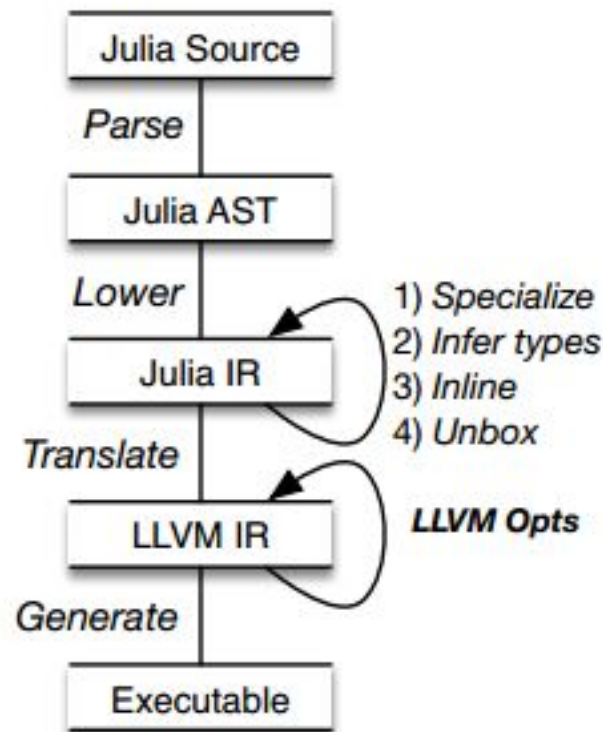 Julia Source
Parse
Julia AST
Lower
1) Specialize
2) Infer types
Julia IR
3) Inline
4) Unbox
Translate
LLVM IR
LLVM Opts
Generate
Executable